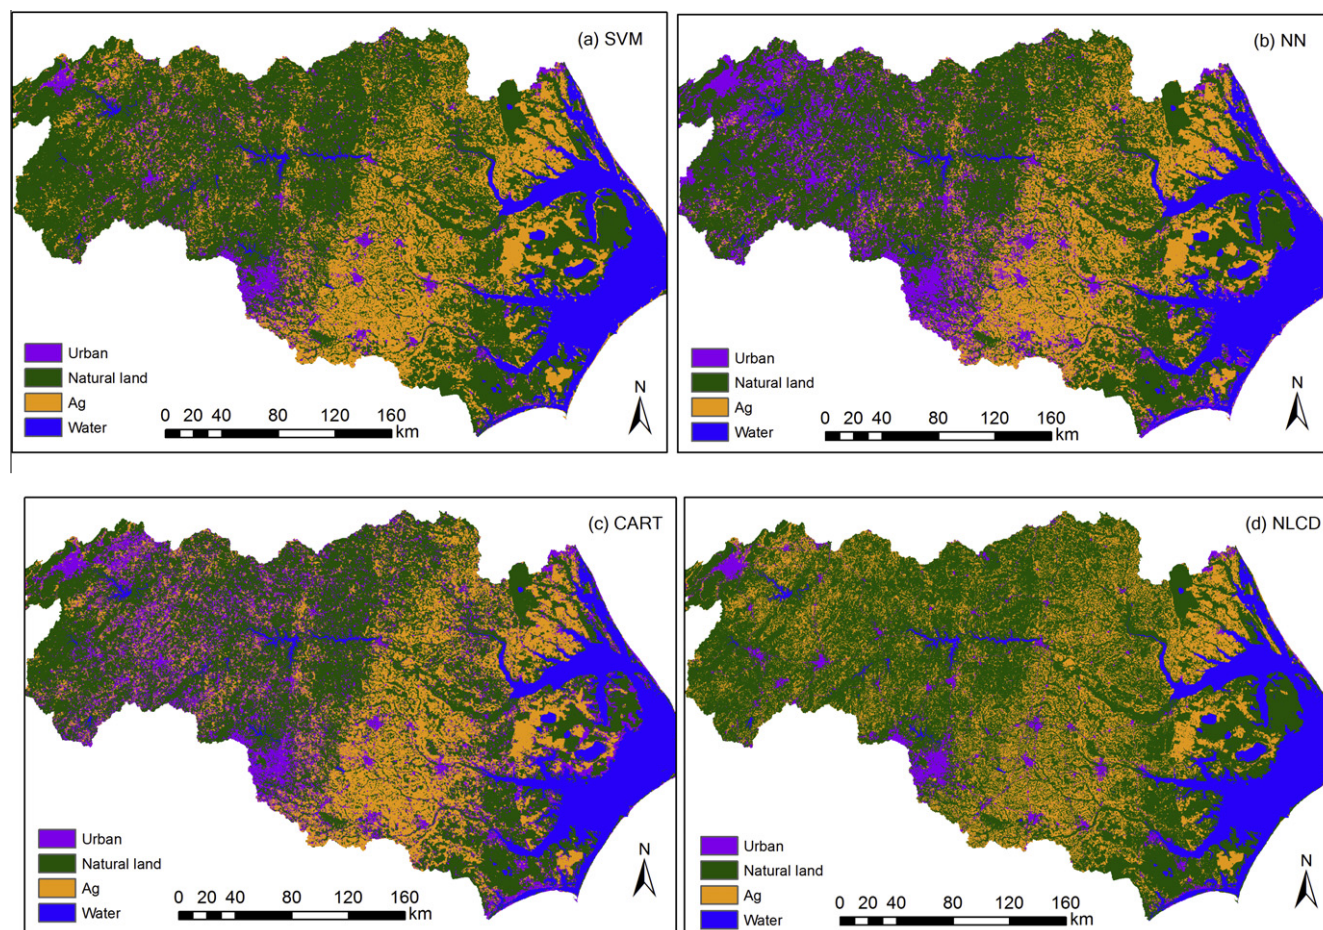 (a) SVM
Urban
Natural land
Ag
Water
0 20 40 80 120 160
km
N
(b) NN
Urban
Natural land
Ag
Water
0 20 40 80 120 160
km
N
(c) CART
Urban
Natural land
Ag
Water
0 20 40 80 120 160
km
N
(d) NLCD
Urban
Natural land
Ag
Water
0 20 40 80 120 160
km
N